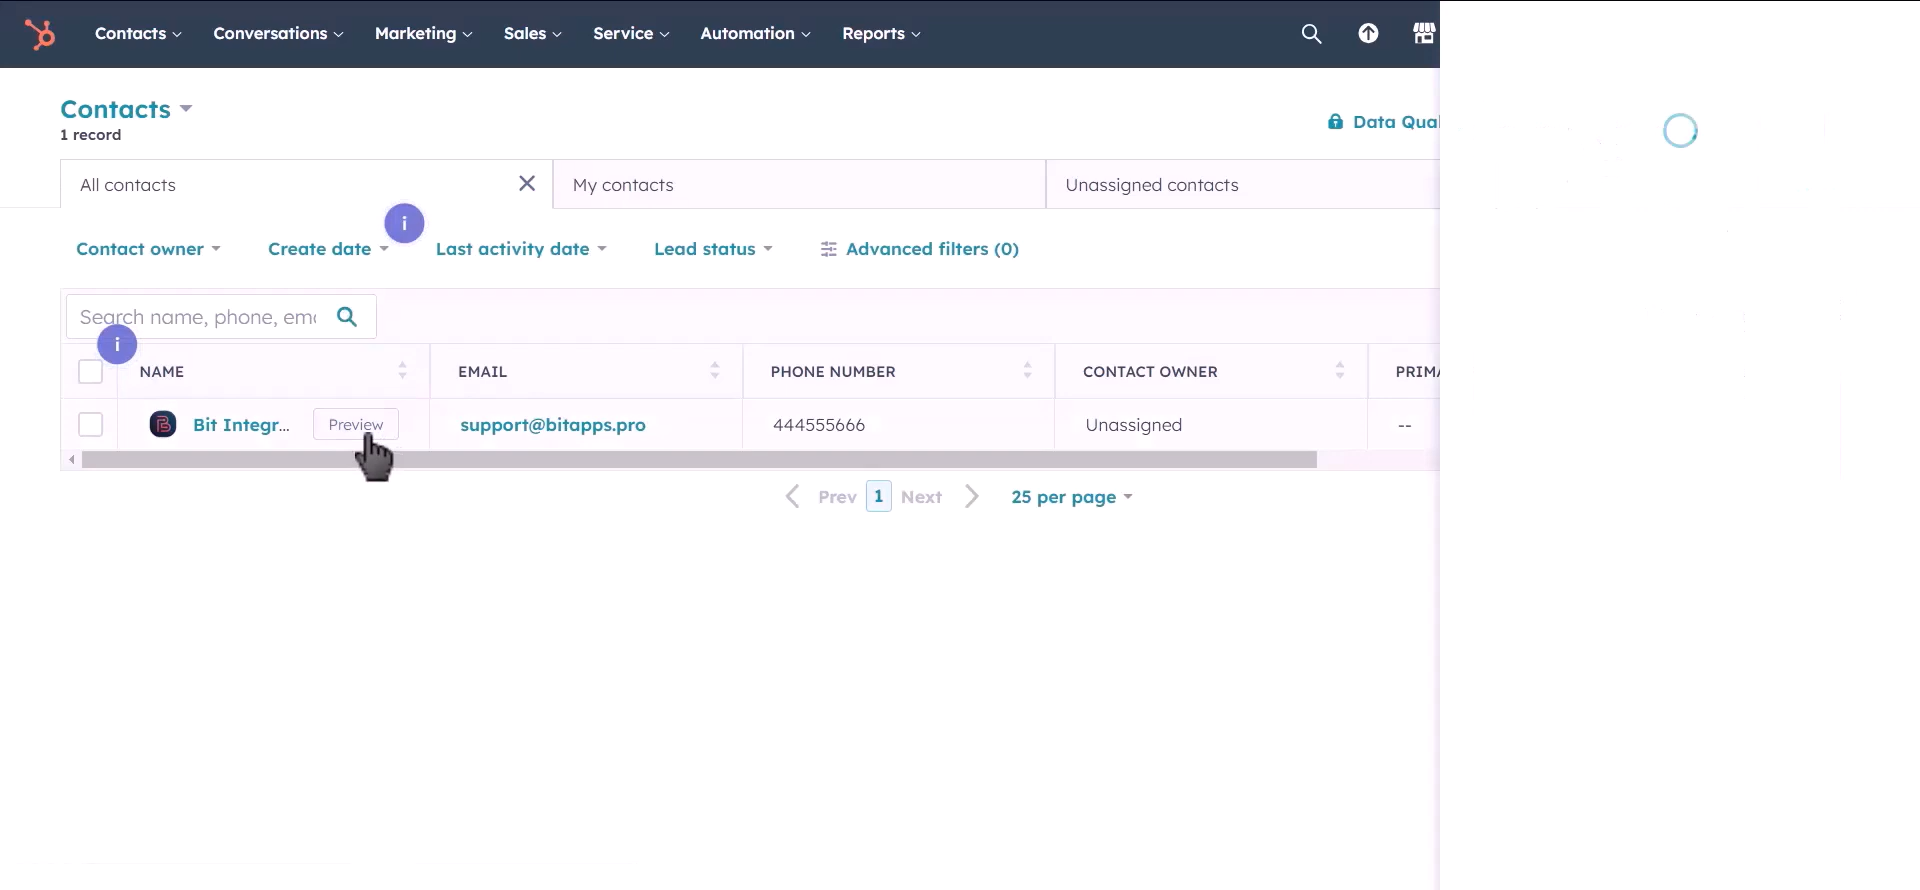 Contacts Conversations Marketing Sales Service Automation Reports
Contacts
1 record
Data Qual
All contacts My contacts Unassigned contacts
i
Contact owner Create date Last activity date Lead status Advanced filters (0)
Search name, phone, ema
i
NAME EMAIL PHONE NUMBER CONTACT OWNER PRIMA
Bit Integr... Preview support@bitapps.pro 444555666 Unassigned --
Prev 1 Next 25 per page